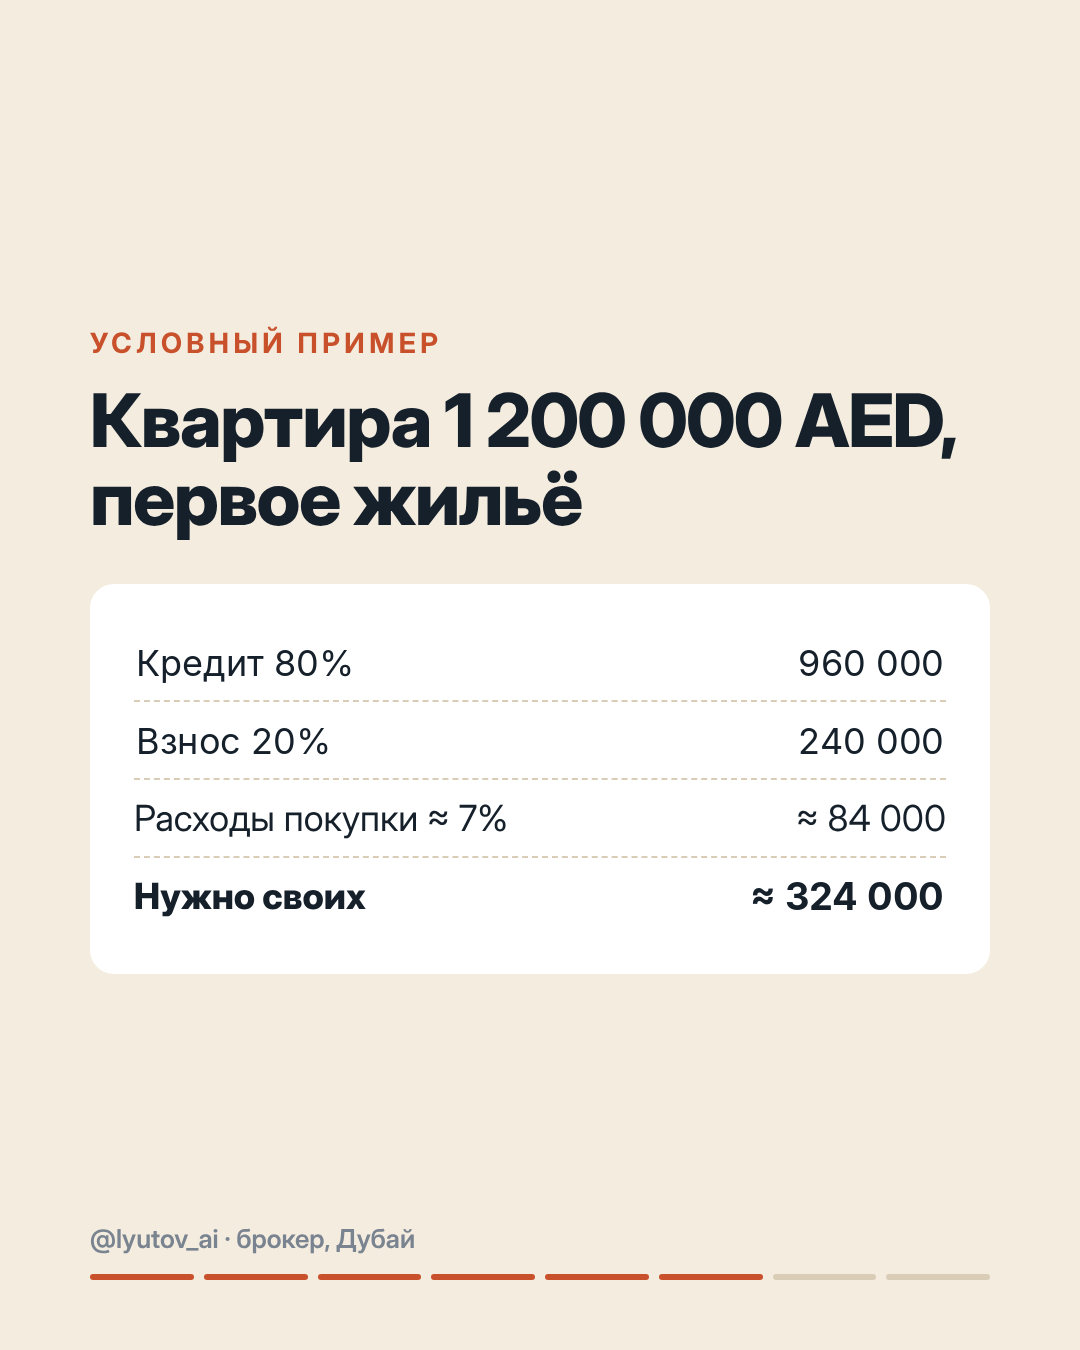 УСЛОВНЫЙ ПРИМЕР
Квартира 1 200 000 AED,
первое жильё
Кредит 80% 960 000
Взнос 20% 240 000
Расходы покупки ≈ 7% ≈ 84 000
Нужно своих ≈ 324 000
@lyutov_ai · брокер, Дубай